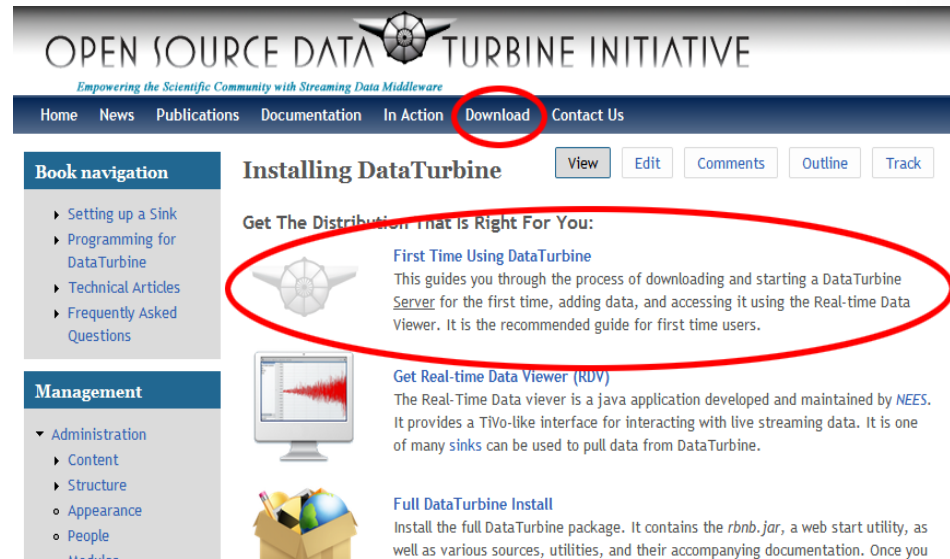 OPEN SOURCE DATA TURBINE INITIATIVE
Empowering the Scientific Community with Streaming Data Middleware
Home News Publications Documentation In Action Download Contact Us
Book navigation
Setting up a Sink
Programming for
DataTurbine
Technical Articles
Frequently Asked
Questions
Management
Administration
Content
Structure
Appearance
People
Modules
Installing DataTurbine
View Edit Comments Outline Track
Get The Distribution That Is Right For You:
First Time Using DataTurbine
This guides you through the process of downloading and starting a DataTurbine
Server for the first time, adding data, and accessing it using the Real-time Data
Viewer. It is the recommended guide for first time users.
Get Real-time Data Viewer (RDV)
The Real-Time Data viever is a java application developed and maintained by NEES.
It provides a TiVo-like interface for interacting with live streaming data. It is one
of many sinks can be used to pull data from DataTurbine.
Full DataTurbine Install
Install the full DataTurbine package. It contains the rbnb.jar, a web start utility, as
well as various sources, utilities, and their accompanying documentation. Once you